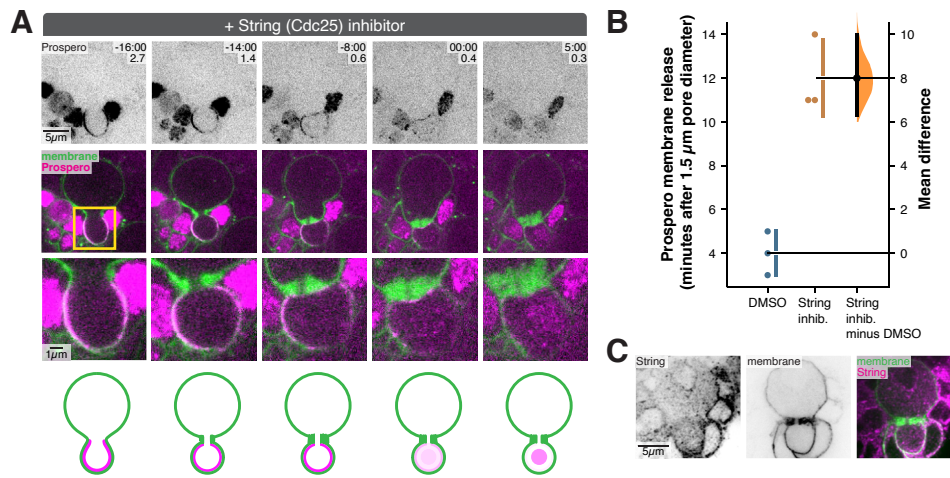 A
+ String (Cdc25) inhibitor
Prospero
-16:00
2.7
-14:00
1.4
-8:00
0.6
00:00
0.4
5:00
0.3
5µm
membrane
Prospero
1µm
B
Prospero membrane release
(minutes after 1.5 µm pore diameter)
14
12
10
8
6
4
10
8
6
4
2
0
Mean difference
DMSO
String
inhib.
String
inhib.
minus DMSO
C
String
5µm
membrane
membrane
String